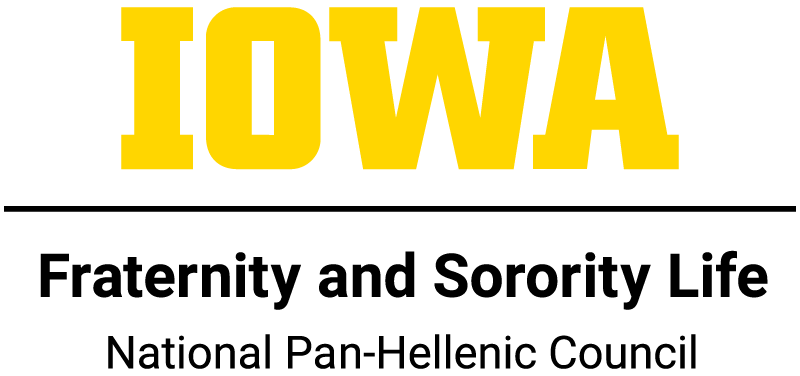 IOWA
Fraternity and Sorority Life
National Pan-Hellenic Council